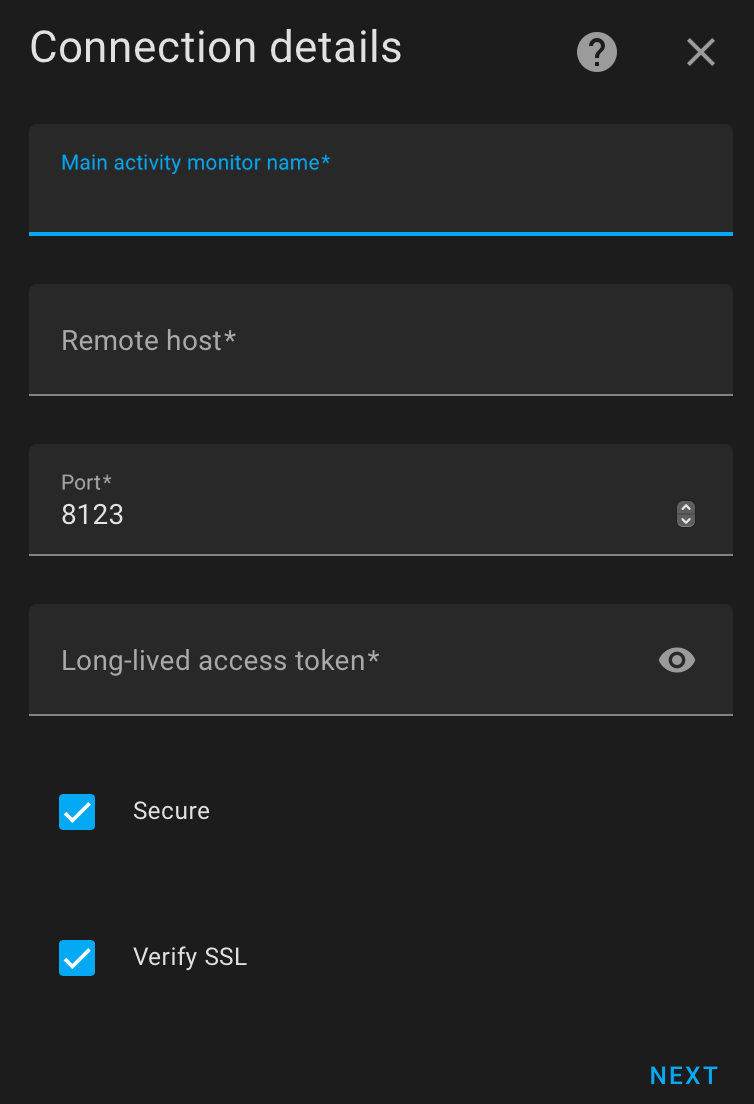 Connection details
Main activity monitor name*
Remote host*
Port*
8123
Long-lived access token*
Secure
Verify SSL
NEXT